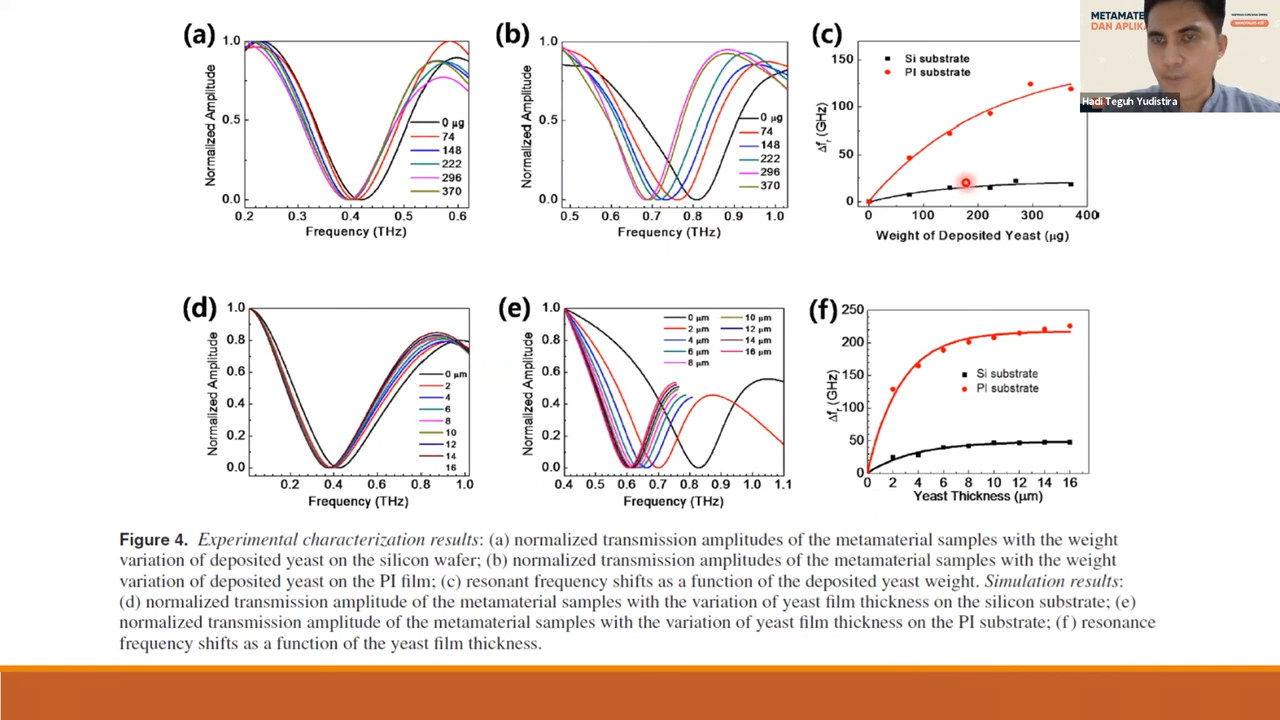 (a)
1.0
0.5
0.0
0.2
0.3
0.4
0.5
0.6
Normalized Amplitude
Frequency (THz)
0 μg
74
148
222
296
370
(b)
1.0
0.5
0.0
0.5
0.6
0.7
0.8
0.9
1.0
Normalized Amplitude
Frequency (THz)
0 μg
74
148
222
296
370
(c)
150
100
50
0
0
100
200
300
400
Δfr (GHz)
Weight of Deposited Yeast (μg)
Si substrate
PI substrate
METAMATE
DAN APLIKA
Hadi Teguh Yudistira
(d)
1.0
0.8
0.6
0.4
0.2
0.0
0.2
0.4
0.6
0.8
1.0
Normalized Amplitude
Frequency (THz)
0 μm
2
4
6
8
10
12
14
16
(e)
1.0
0.8
0.6
0.4
0.2
0.0
0.4
0.5
0.6
0.7
0.8
0.9
1.0
1.1
Normalized Amplitude
Frequency (THz)
0 μm
2 μm
4 μm
6 μm
8 μm
10 μm
12 μm
14 μm
16 μm
(f)
250
200
150
100
50
0
0
2
4
6
8
10
12
14
16
Δfr (GHz)
Yeast Thickness (μm)
Si substrate
PI substrate
Figure 4. Experimental characterization results: (a) normalized transmission amplitudes of the metamaterial samples with the weight
variation of deposited yeast on the silicon wafer; (b) normalized transmission amplitudes of the metamaterial samples with the weight
variation of deposited yeast on the PI film; (c) resonant frequency shifts as a function of the deposited yeast weight. Simulation results:
(d) normalized transmission amplitude of the metamaterial samples with the variation of yeast film thickness on the silicon substrate; (e)
normalized transmission amplitude of the metamaterial samples with the variation of yeast film thickness on the PI substrate; (f) resonance
frequency shifts as a function of the yeast film thickness.